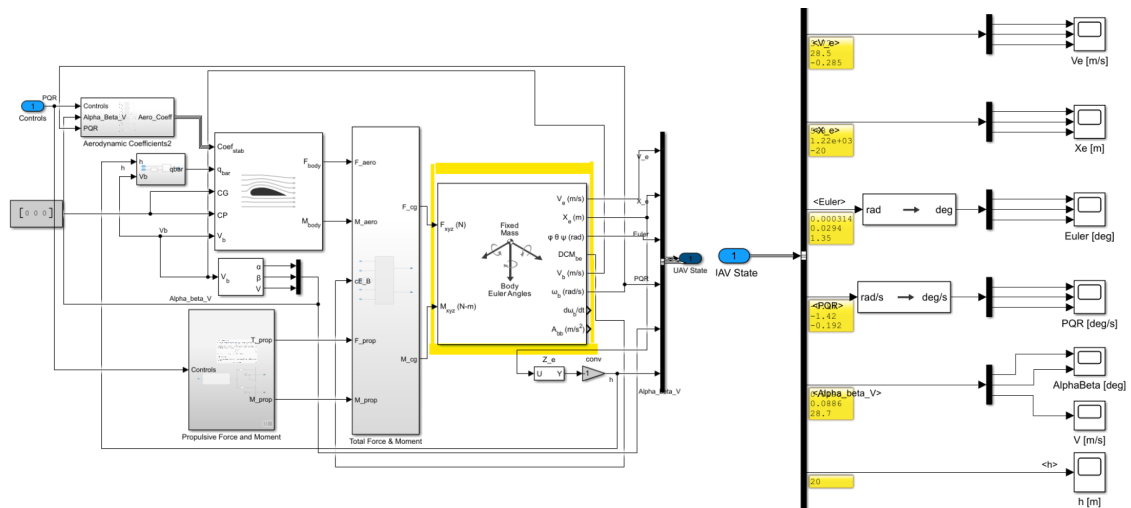 PQR
1
Controls
Controls
Alpha_Beta_V
PQR
Aero_Coeff
Aerodynamic Coefficients2
h
h
Vb
qbar
[0 0 0]
Vb
Coef_stab
q_bar
CG
CP
V_b
F_body
M_body
V_b
α
β
V
Alpha_beta_V
Controls
T_prop
M_prop
Propulsive Force and Moment
F_aero
M_aero
cE_B
F_prop
M_prop
F_cg
M_cg
Total Force & Moment
F_xyz (N)
M_xyz (N-m)
Fixed
Mass
Body
Euler Angles
V_e (m/s)
X_e (m)
φ θ ψ (rad)
DCM_be
V_b (m/s)
ω_b (rad/s)
dω_b/dt
A_bb (m/s²)
Z_e
U Y
conv
-1
h
V_e
X_e
Euler
PQR
Alpha_beta_V
1
UAV State
1
IAV State
<V_e>
28.5
-0.285
Ve [m/s]
<X_e>
1.22e+03
-20
Xe [m]
<Euler>
0.000314
0.0294
1.35
rad → deg
Euler [deg]
<PQR>
-1.42
-0.192
rad/s → deg/s
PQR [deg/s]
<Alpha_beta_V>
0.0886
28.7
AlphaBeta [deg]
V [m/s]
<h>
20
h [m]